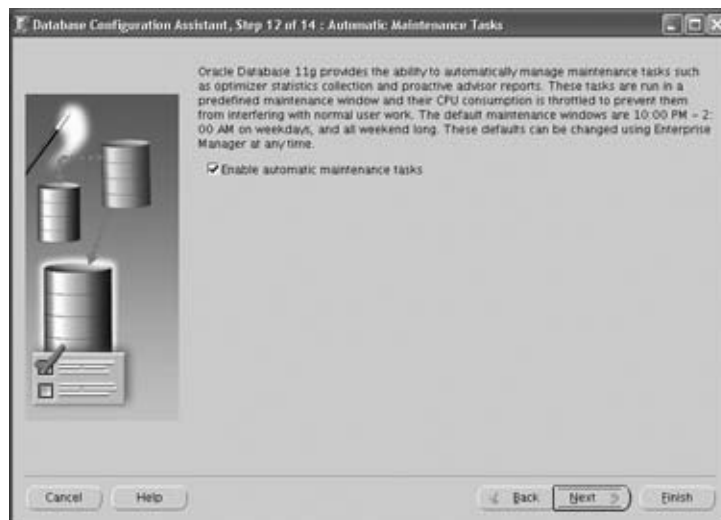 Database Configuration Assistant, Step 12 of 14 : Automatic Maintenance Tasks
Oracle Database 11g provides the ability to automatically manage maintenance tasks such
as optimizer statistics collection and proactive advisor reports. These tasks are run in a
predefined maintenance window and their CPU consumption is throttled to prevent them
from interfering with normal user work. The default maintenance windows are 10:00 PM - 2:
00 AM on weekdays, and all weekend long. These defaults can be changed using Enterprise
Manager at any time.
Enable automatic maintenance tasks
Cancel
Help
Back
Next
Finish